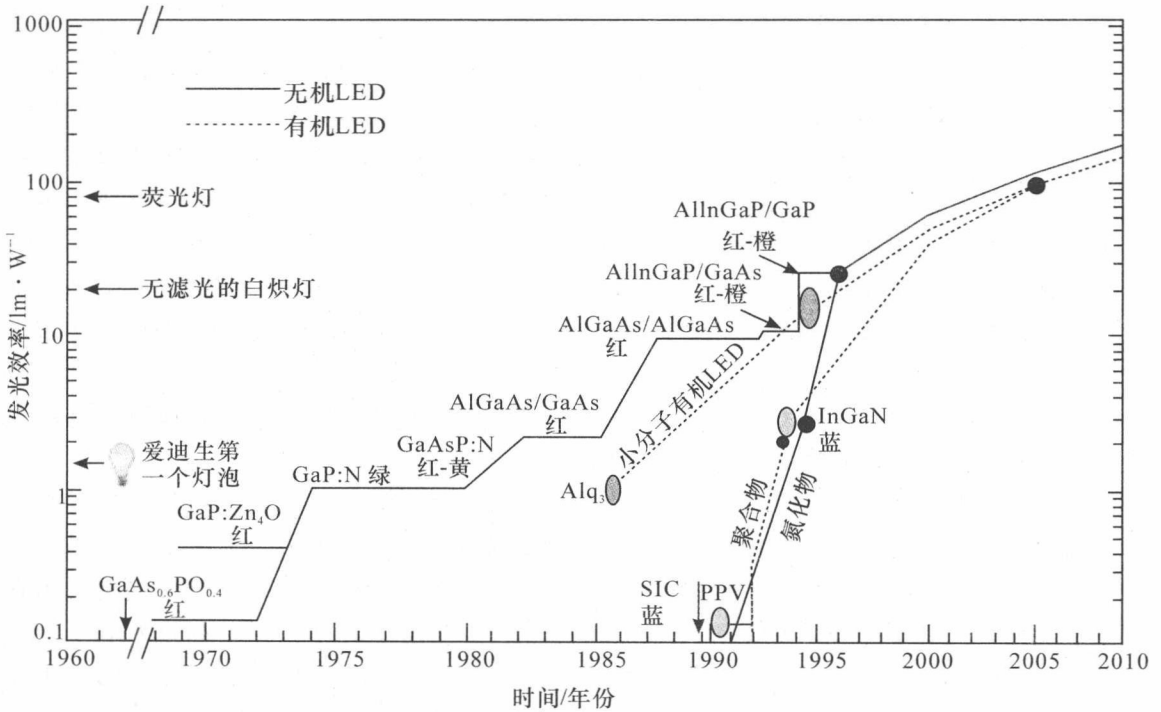 1000
无机LED
有机LED
100
荧光灯
AllnGaP/GaP
红-橙
AllnGaP/GaAs
红-橙
无滤光的白炽灯
10
AlGaAs/AlGaAs
红
小分子有机LED
发光效率/lm·W⁻¹
AlGaAs/GaAs
红
InGaN
蓝
GaAsP:N
红-黄
爱迪生第
一个灯泡
GaP:N 绿
Alq₃
1
聚合物
氮化物
GaP:Zn₄O
红
GaAs₀.₆PO₀.₄
红
SIC
蓝
PPV
0.1
1960 1970 1975 1980 1985 1990 1995 2000 2005 2010
时间/年份